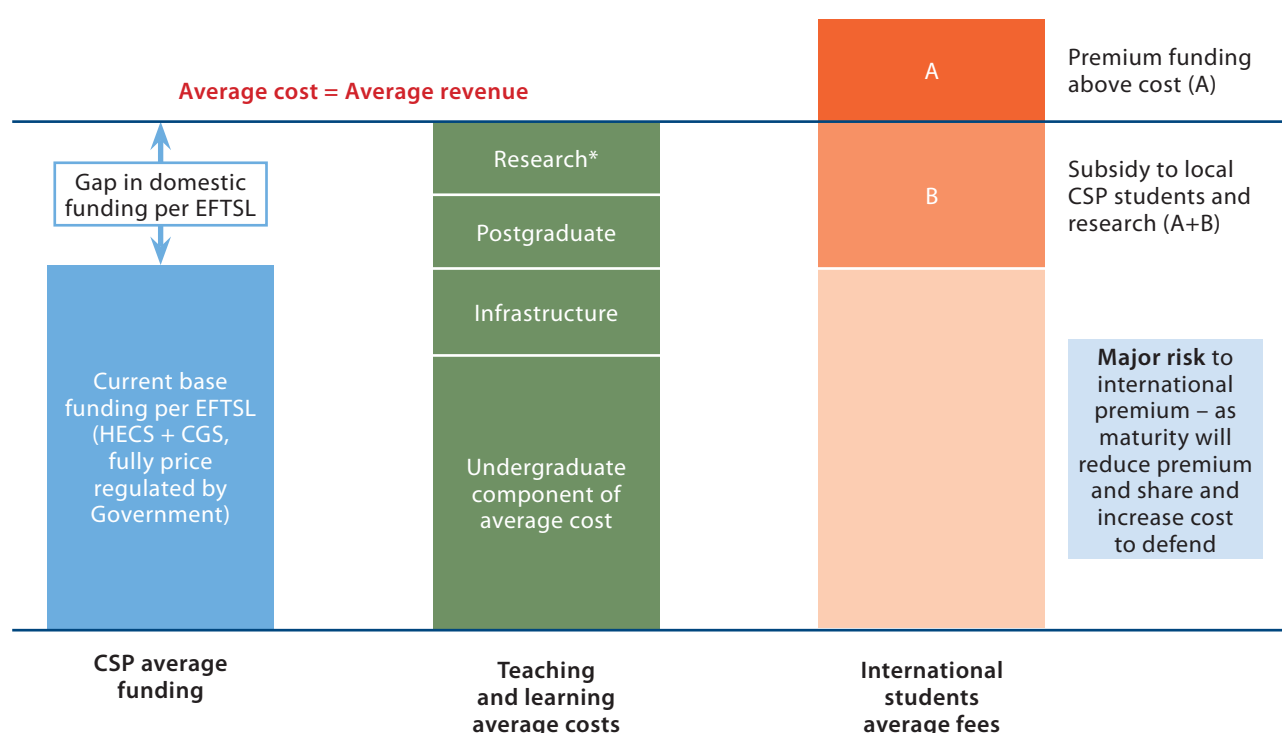 A
Premium funding
above cost (A)
Average cost = Average revenue
Gap in domestic
funding per EFTSL
Research*
B
Subsidy to local
CSP students and
research (A+B)
Postgraduate
Infrastructure
Current base
funding per EFTSL
(HECS + CGS,
fully price
regulated by
Government)
Undergraduate
component of
average cost
Major risk to
international
premium – as
maturity will
reduce premium
and share and
increase cost
to defend
CSP average
funding
Teaching
and learning
average costs
International
students
average fees